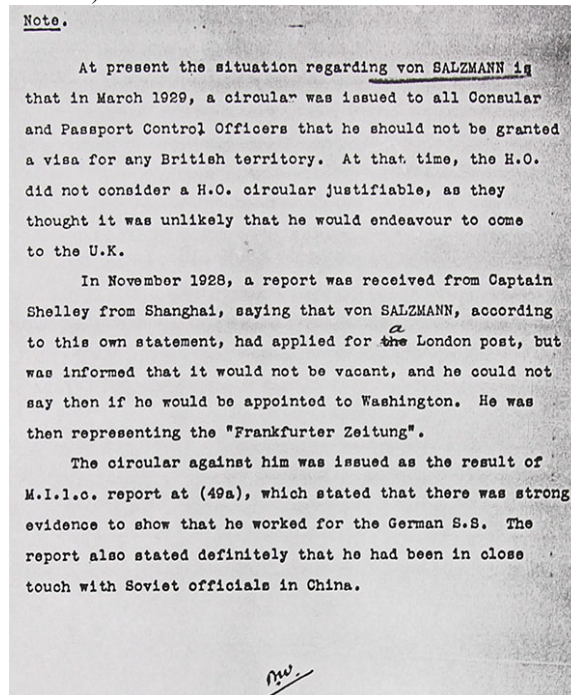 Note.
At present the situation regarding von SALZMANN is
that in March 1929, a circular was issued to all Consular
and Passport Control Officers that he should not be granted
a visa for any British territory. At that time, the H.O.
did not consider a H.O. circular justifiable, as they
thought it was unlikely that he would endeavour to come
to the U.K.
In November 1928, a report was received from Captain
Shelley from Shanghai, saying that von SALZMANN, according
a
to this own statement, had applied for the London post, but
was informed that it would not be vacant, and he could not
say then if he would be appointed to Washington. He was
then representing the "Frankfurter Zeitung".
The circular against him was issued as the result of
M.I.l.c. report at (49a), which stated that there was strong
evidence to show that he worked for the German S.S. The
report also stated definitely that he had been in close
touch with Soviet officials in China.